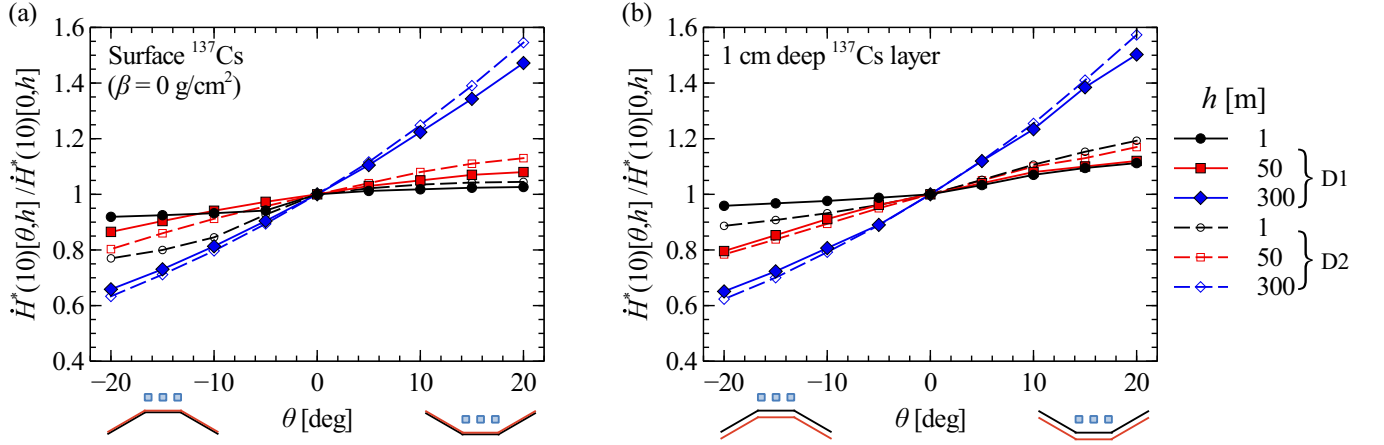 (a)
Surface ¹³⁷Cs
(β = 0 g/cm²)
Ḣ*(10)[θ,h] /Ḣ*(10)[0,h]
1.6
1.4
1.2
1
0.8
0.6
0.4
−20
−10
0
10
20
θ [deg]
(b)
1 cm deep ¹³⁷Cs layer
Ḣ*(10)[θ,h] /Ḣ*(10)[0,h]
1.6
1.4
1.2
1
0.8
0.6
0.4
−20
−10
0
10
20
θ [deg]
h [m]
1
50
300
D1
1
50
300
D2